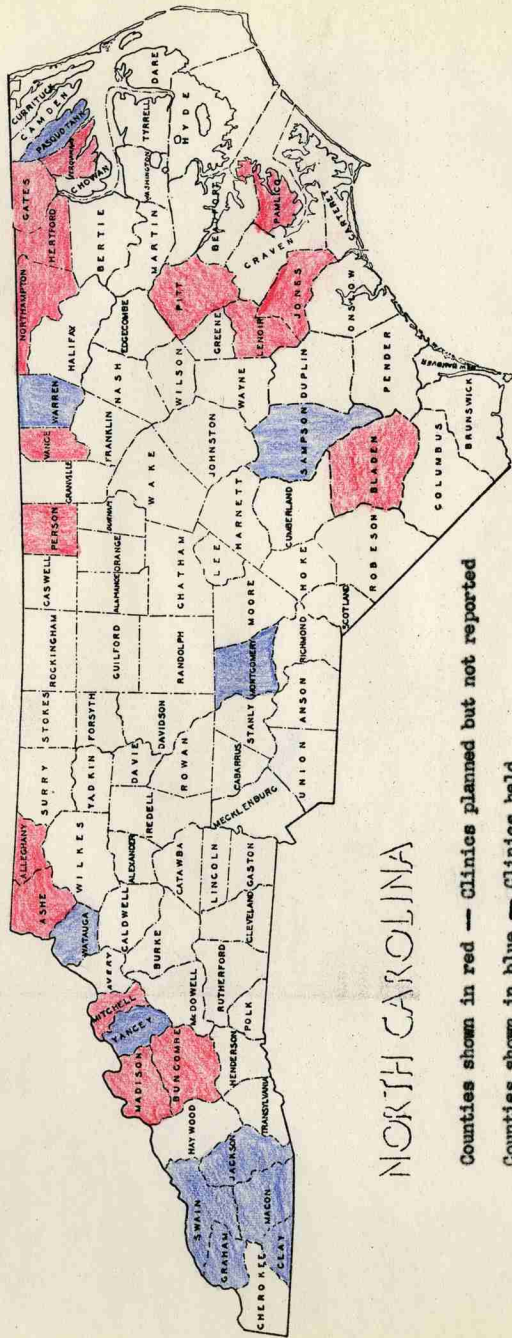 CURRITUCK
CAMDEN
PASQUOTANK
PERQUIMANS
GATES
HERTFORD
NORTHAMPTON
WARREN
VANCE
GRANVILLE
PERSON
CASWELL
ROCKINGHAM
STOKES
SURRY
ALLEGHANY
ASHE
WATAUGA
WILKES
YADKIN
FORSYTH
GUILFORD
ALAMANCE
ORANGE
DURHAM
FRANKLIN
HALIFAX
BERTIE
CHOWAN
WASHINGTON
TYRRELL
DARE
HYDE
MARTIN
EDGECOMBE
NASH
WAKE
CHATHAM
RANDOLPH
DAVIDSON
DAVIE
IREDELL
ALEXANDER
CALDWELL
AVERY
MITCHELL
YANCEY
MADISON
BUNCOMBE
McDOWELL
BURKE
CATAWBA
ROWAN
LINCOLN
CABARRUS
STANLY
MONTGOMERY
MOORE
LEE
HARNETT
JOHNSTON
WILSON
WAYNE
GREENE
PITT
BEAUFORT
PAMLICO
CRAVEN
LENOIR
JONES
CARTERET
ONSLOW
DUPLIN
SAMPSON
CUMBERLAND
HOKE
SCOTLAND
RICHMOND
ANSON
UNION
MECKLENBURG
GASTON
CLEVELAND
RUTHERFORD
POLK
HENDERSON
TRANSYLVANIA
HAYWOOD
JACKSON
SWAIN
GRAHAM
MACON
CHEROKEE
CLAY
ROBESON
BLADEN
PENDER
COLUMBUS
BRUNSWICK
NORTH CAROLINA
Counties shown in red — Clinics planned but not reported
Counties shown in blue — Clinics held